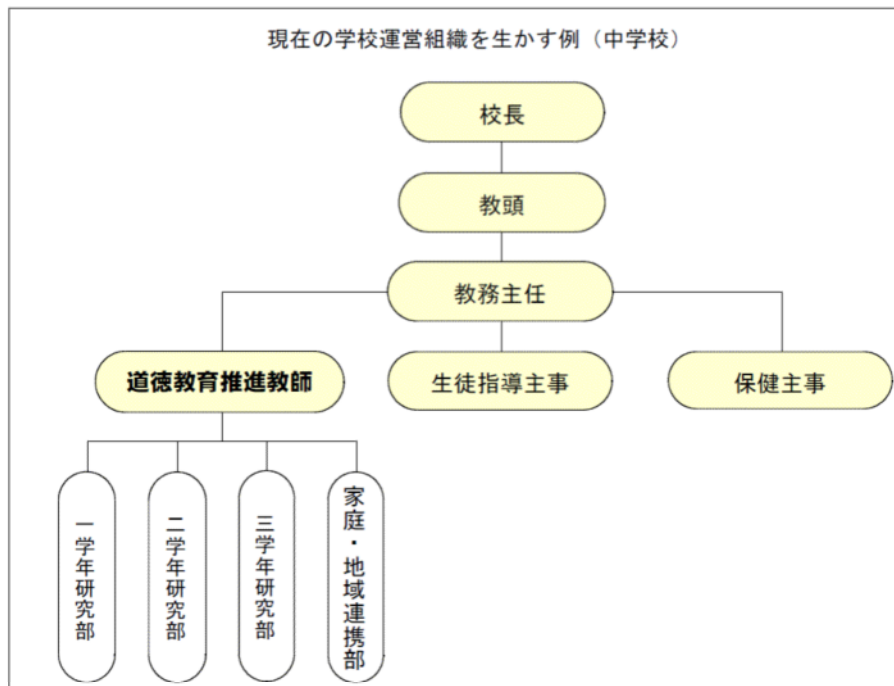 現在の学校運営組織を生かす例（中学校）
校長
教頭
教務主任
道徳教育推進教師
生徒指導主事
保健主事
一学年研究部
二学年研究部
三学年研究部
家庭・地域連携部